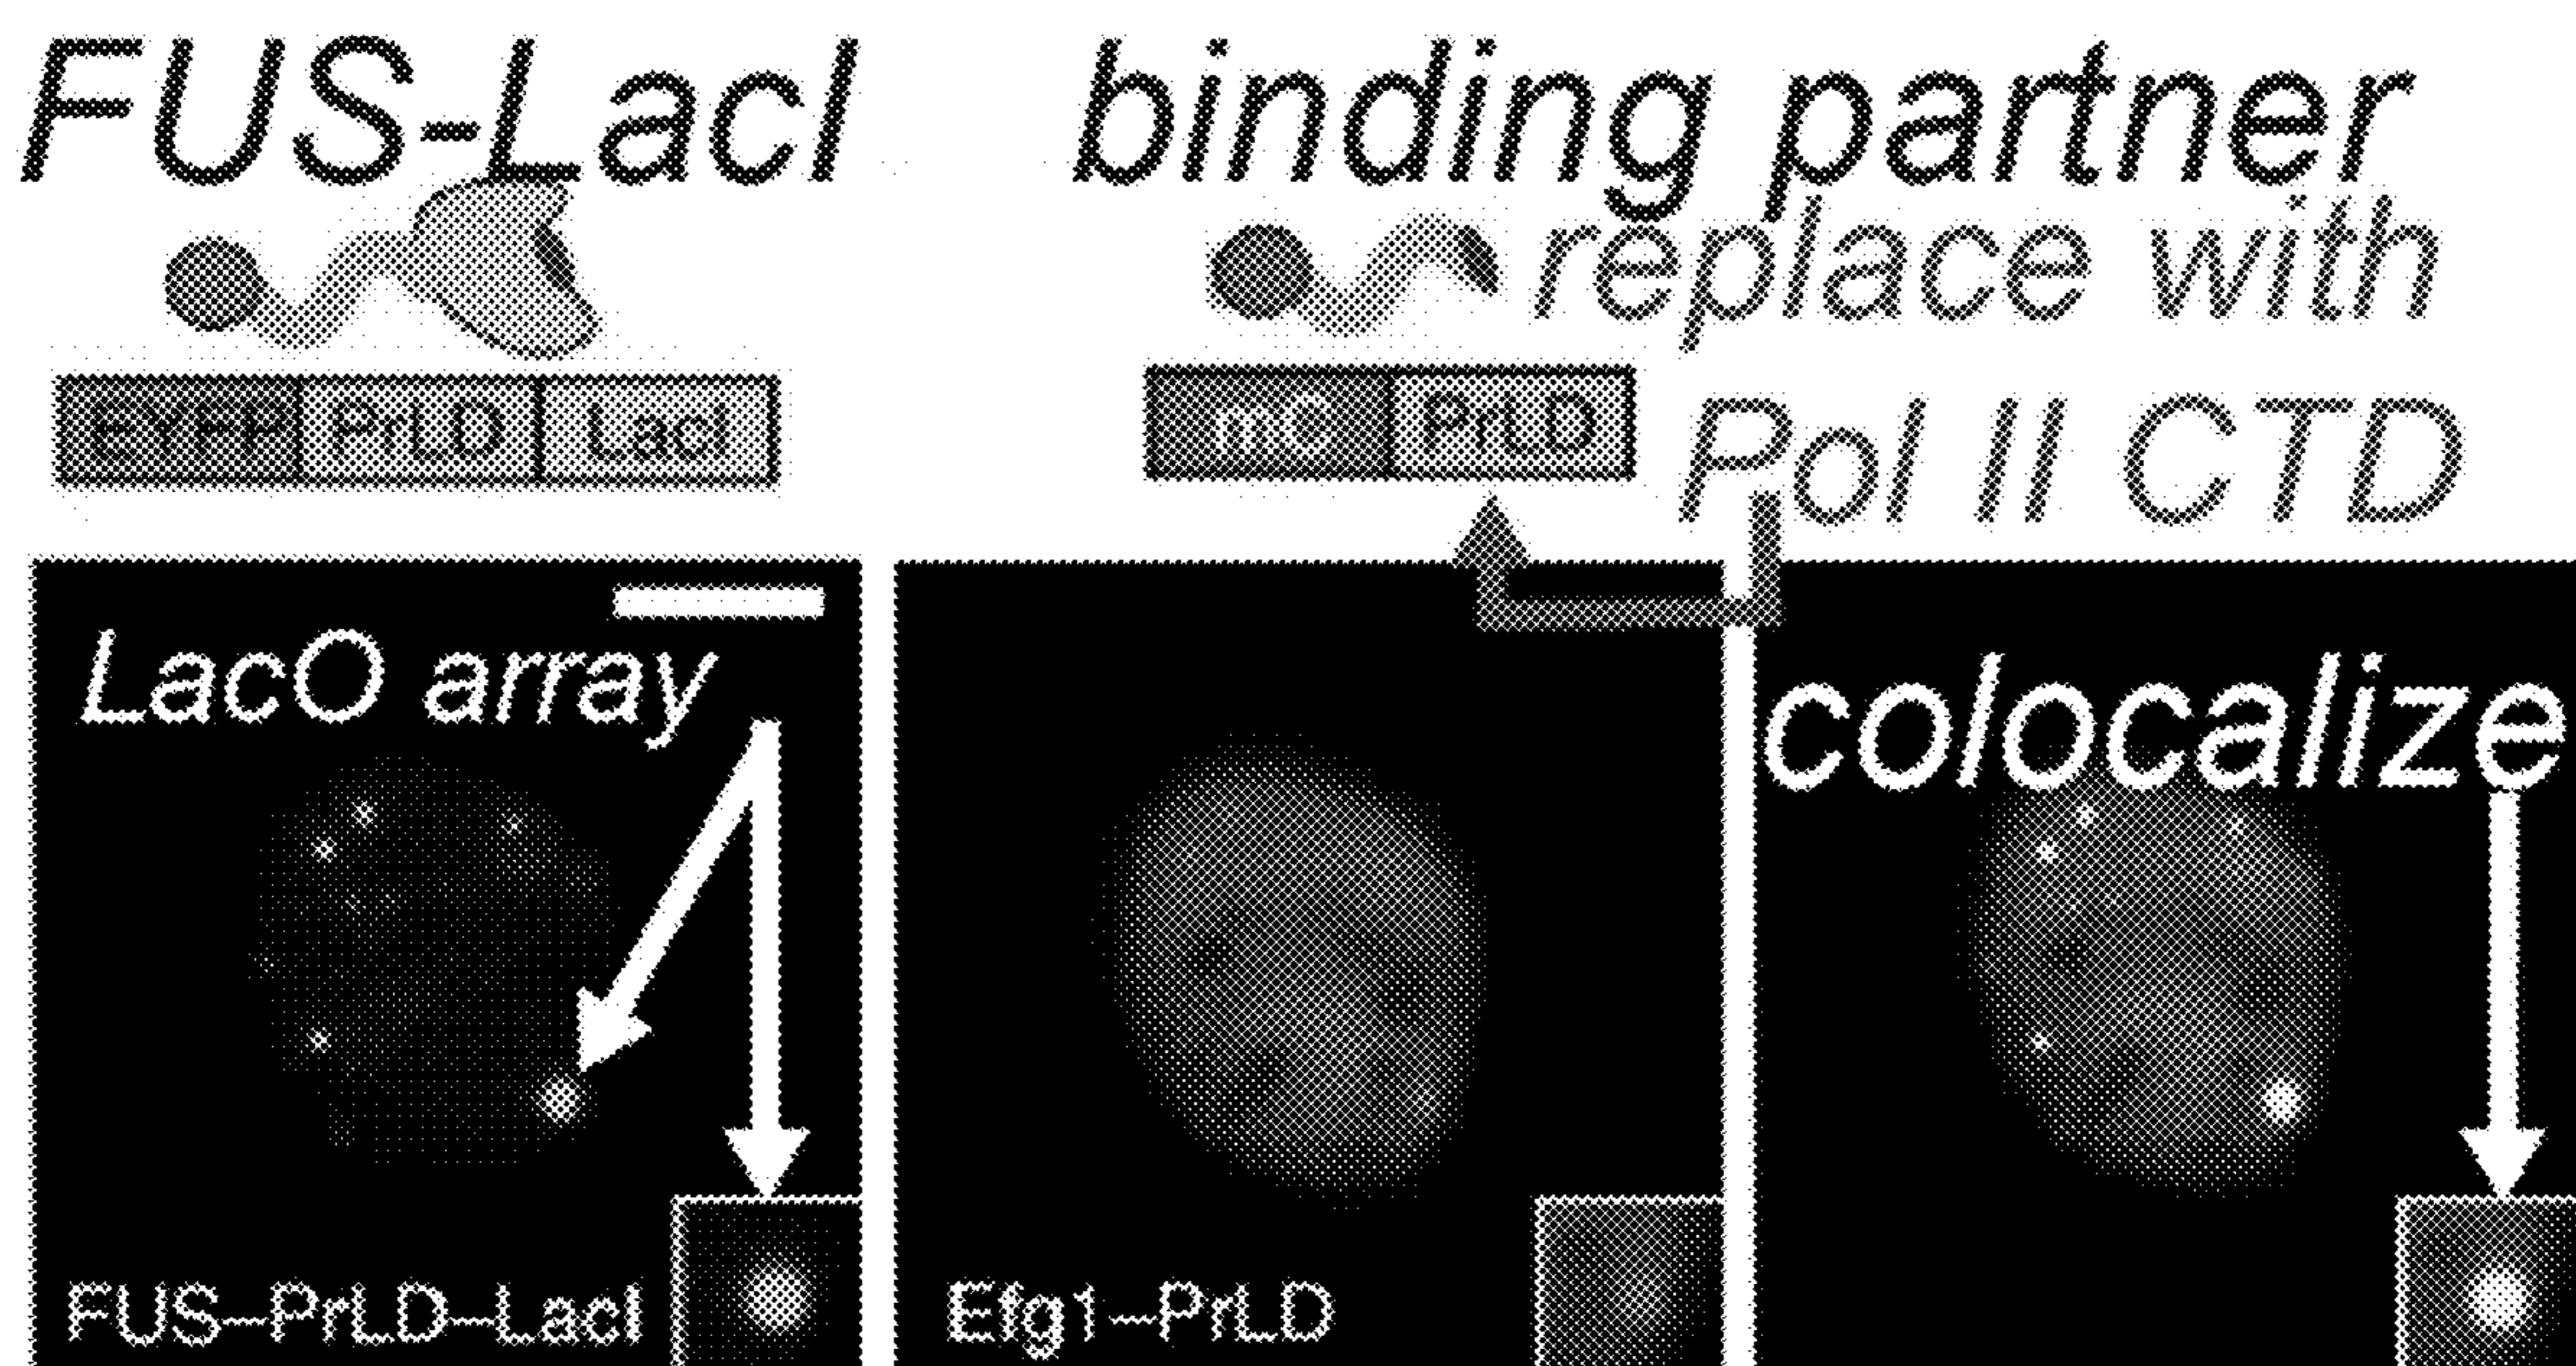 FUS-LacI
binding partner
replace with
EYFP PrLD LacI
mC PrLD
Pol II CTD
LacO array
colocalize
FUS–PrLD–LacI
Efg1–PrLD